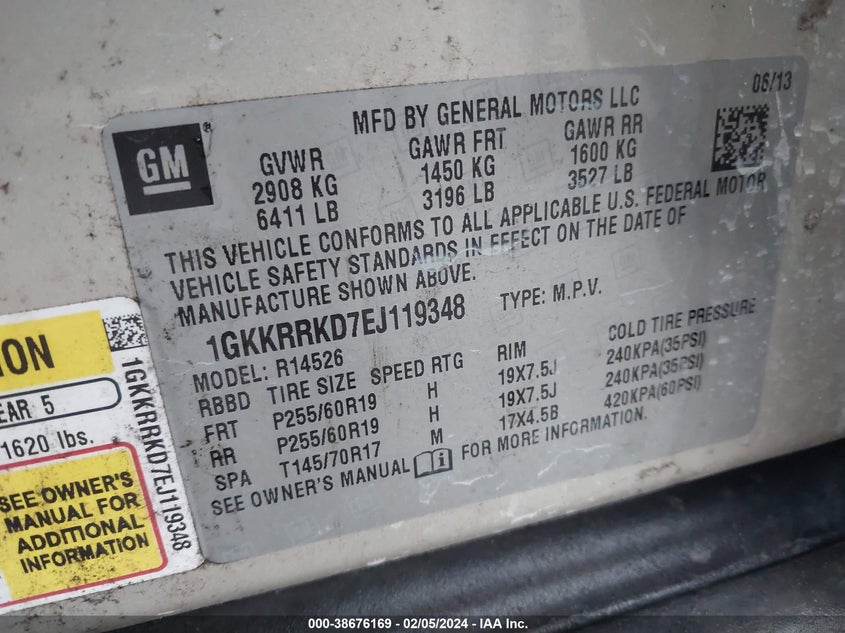 06/13
MFD BY GENERAL MOTORS LLC
GM®
GVWR GAWR FRT GAWR RR
2908 KG 1450 KG 1600 KG
6411 LB 3196 LB 3527 LB
THIS VEHICLE CONFORMS TO ALL APPLICABLE U.S. FEDERAL MOTOR
VEHICLE SAFETY STANDARDS IN EFFECT ON THE DATE OF
MANUFACTURE SHOWN ABOVE.
1GKKRRKD7EJ119348 TYPE: M.P.V.
MODEL: R14526
RBBD TIRE SIZE SPEED RTG RIM COLD TIRE PRESSURE
FRT P255/60R19 H 19X7.5J 240KPA(35PSI)
RR P255/60R19 H 19X7.5J 240KPA(35PSI)
SPA T145/70R17 M 17X4.5B 420KPA(60PSI)
SEE OWNER'S MANUAL FOR MORE INFORMATION.
ION
EAR 5
1620 lbs.
SEE OWNER'S
MANUAL FOR
ADDITIONAL
INFORMATION
1GKKRRKD7EJ119348
000-38676169 - 02/05/2024 - IAA Inc.